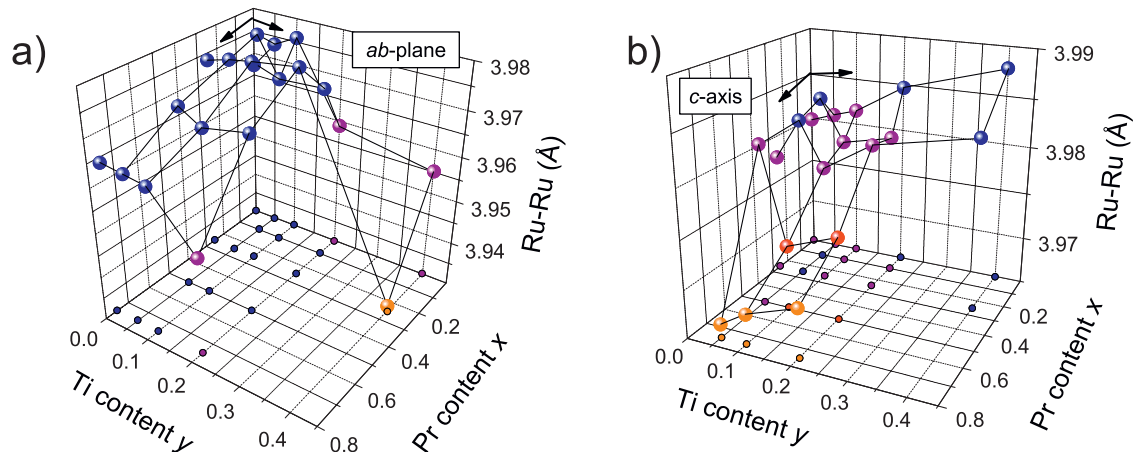 a)
ab-plane
3.98
3.97
3.96
3.95
3.94
Ru-Ru (Å)
0.0
0.1
0.2
0.3
0.4
Ti content y
0.2
0.4
0.6
0.8
Pr content x
b)
c-axis
3.99
3.98
3.97
Ru-Ru (Å)
0.0
0.1
0.2
0.3
0.4
Ti content y
0.2
0.4
0.6
0.8
Pr content x